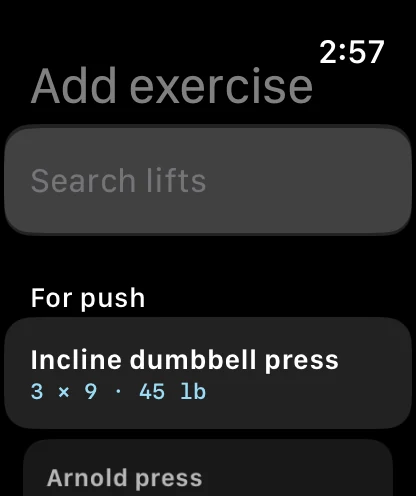 2:57
Add exercise
Search lifts
For push
Incline dumbbell press
3 × 9 · 45 lb
Arnold press